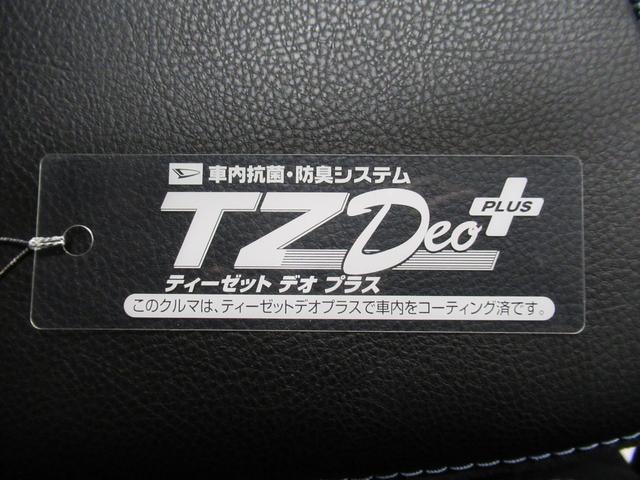 車内抗菌・防臭システム
TZ Deo PLUS
ティーゼット デオ プラス
このクルマは、ティーゼットデオプラスで車内をコーティング済です。